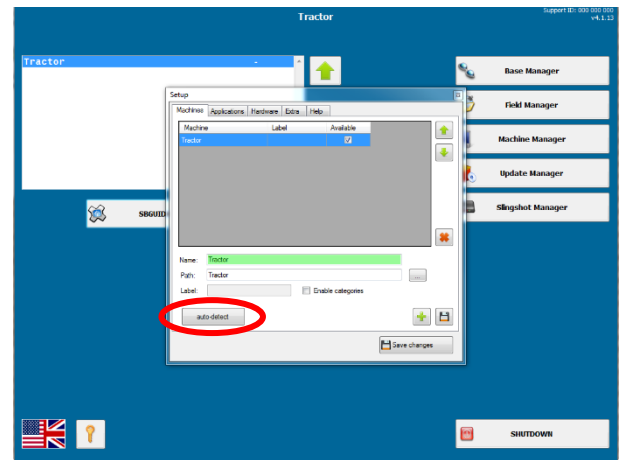 Support ID: 000 000 000
Tractor
v4.1.13
Tractor -
Base Manager
Field Manager
Machine Manager
Update Manager
Slingshot Manager
SBGUID
Setup
Machines Applications Hardware Extra Help
Machine Label Available
Tractor
Name: Tractor
Path: Tractor
...
Label:
Enable categories
auto-detect
Save changes
SHUTDOWN